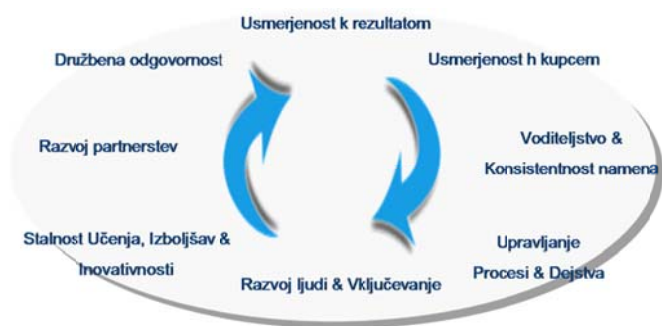 Usmerjenost k rezultatom
Družbena odgovornost
Usmerjenost h kupcem
Razvoj partnerstev
Voditeljstvo &
Konsistentnost namena
Stalnost Učenja, Izboljšav &
Inovativnosti
Upravljanje
Procesi & Dejstva
Razvoj ljudi & Vključevanje